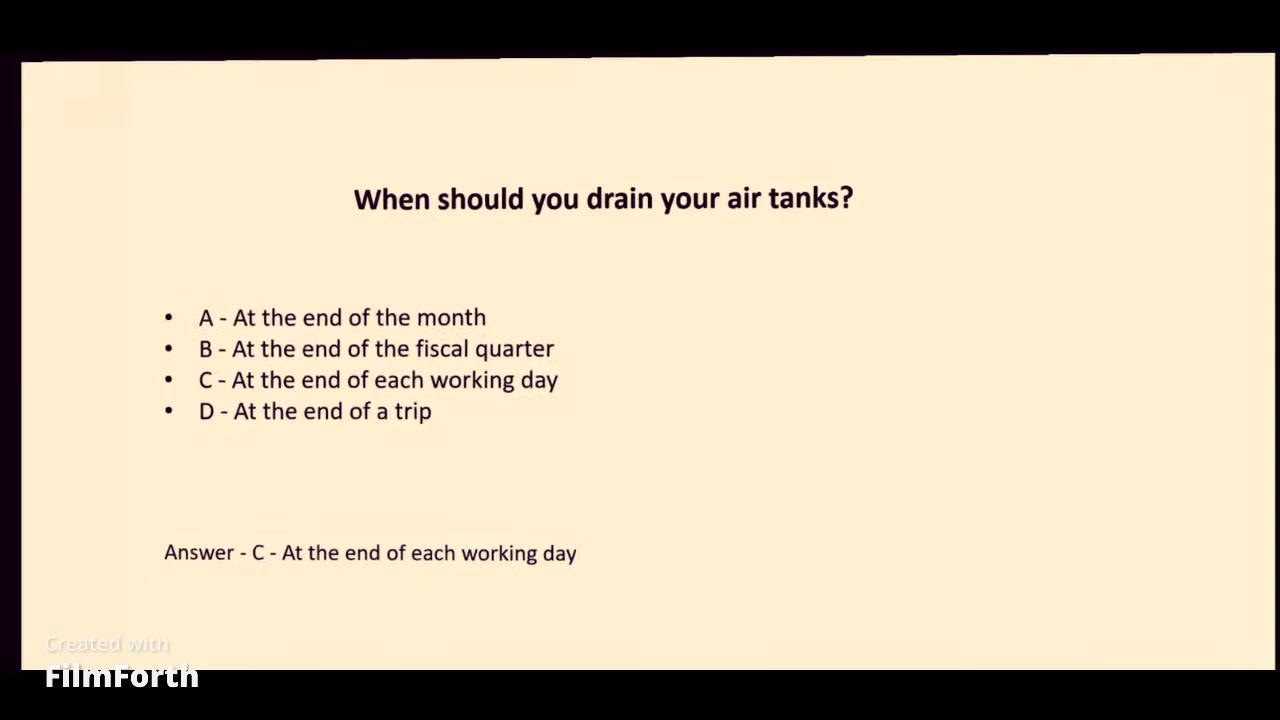 When should you drain your air tanks?
• A - At the end of the month
• B - At the end of the fiscal quarter
• C - At the end of each working day
• D - At the end of a trip
Answer - C - At the end of each working day
Created with
FilmForth